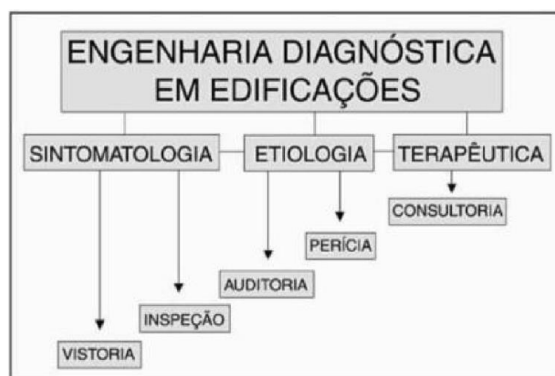 ENGENHARIA DIAGNÓSTICA
EM EDIFICAÇÕES
SINTOMATOLOGIA
ETIOLOGIA
TERAPÊUTICA
CONSULTORIA
PERÍCIA
AUDITORIA
INSPEÇÃO
VISTORIA